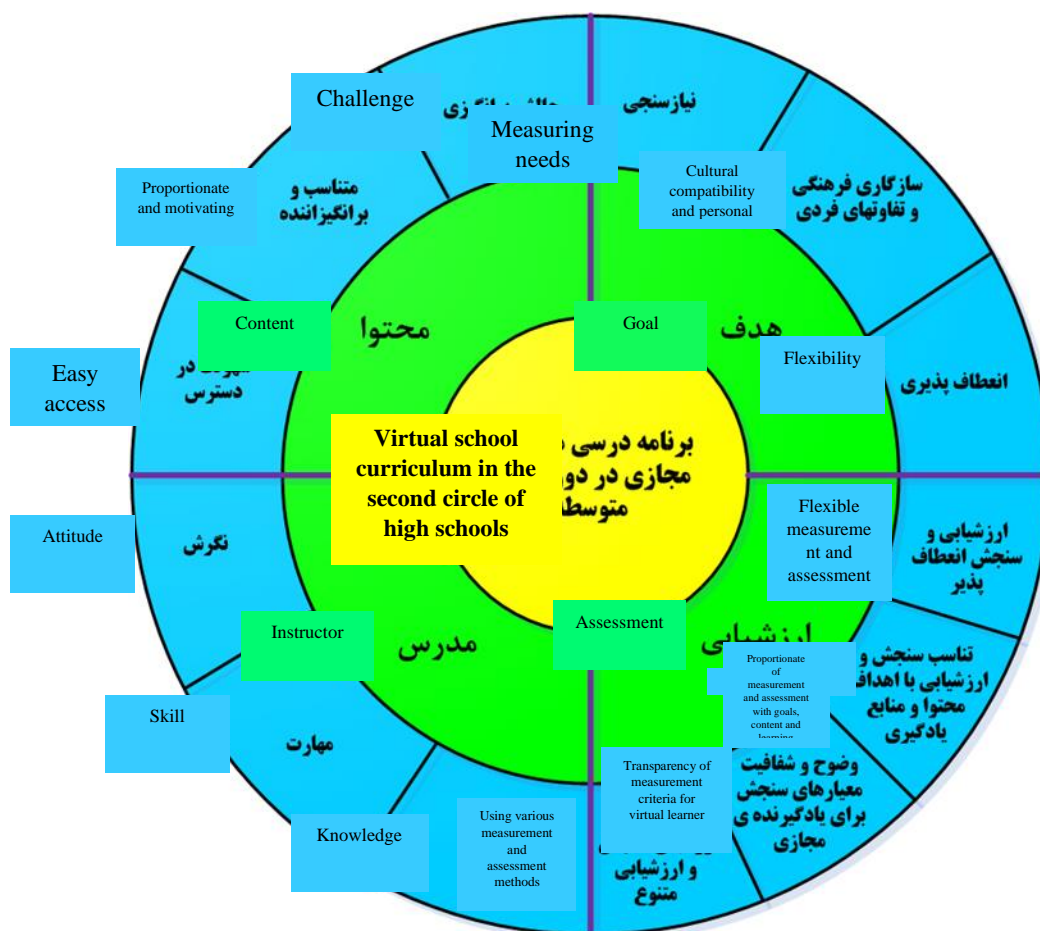 Challenge
Measuring
needs
نیازسنجی
Cultural
compatibility
and personal
سازگاری فرهنگی
و تفاوتهای فردی
Proportionate
and motivating
متناسب و
برانگیزاننده
Content
محتوا
Goal
هدف
Flexibility
انعطاف پذیری
Easy
access
در
دسترس
Virtual school
curriculum in the
second circle of
high schools
برنامه درسی
مجازی در
متوسطه
Attitude
نگرش
Flexible
measureme
nt and
assessment
ارزشیابی و
سنجش انعطاف
پذیر
Instructor
مدرس
Assessment
ارزشیابی
Proportionate
of
measurement
and assessment
with goals,
content and
learning
تناسب سنجش و
ارزشیابی با اهداف
محتوا و منابع
یادگیری
Skill
مهارت
Transparency of
measurement
criteria for
virtual learner
وضوح و شفافیت
معیارهای سنجش
برای یادگیرنده ی
مجازی
Knowledge
Using various
measurement
and
assessment
methods
و ارزشیابی
متنوع